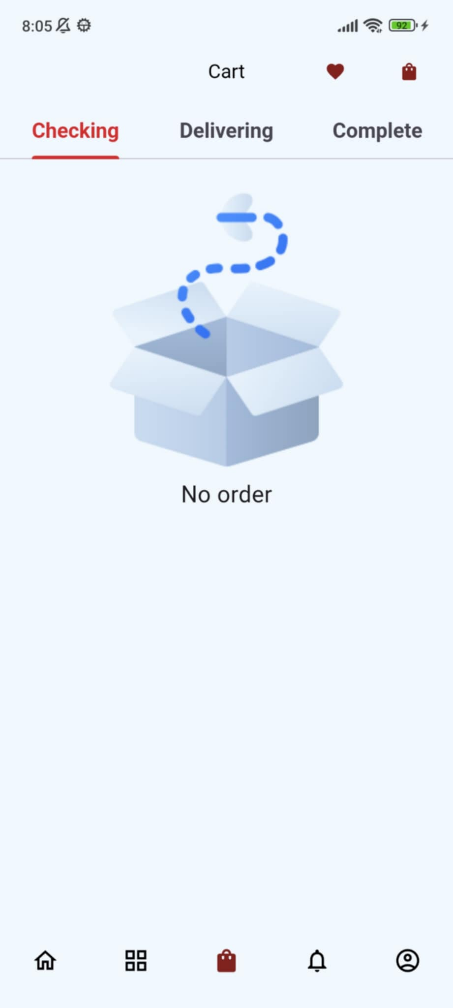 8:05
92
Cart
Checking
Delivering
Complete
No order